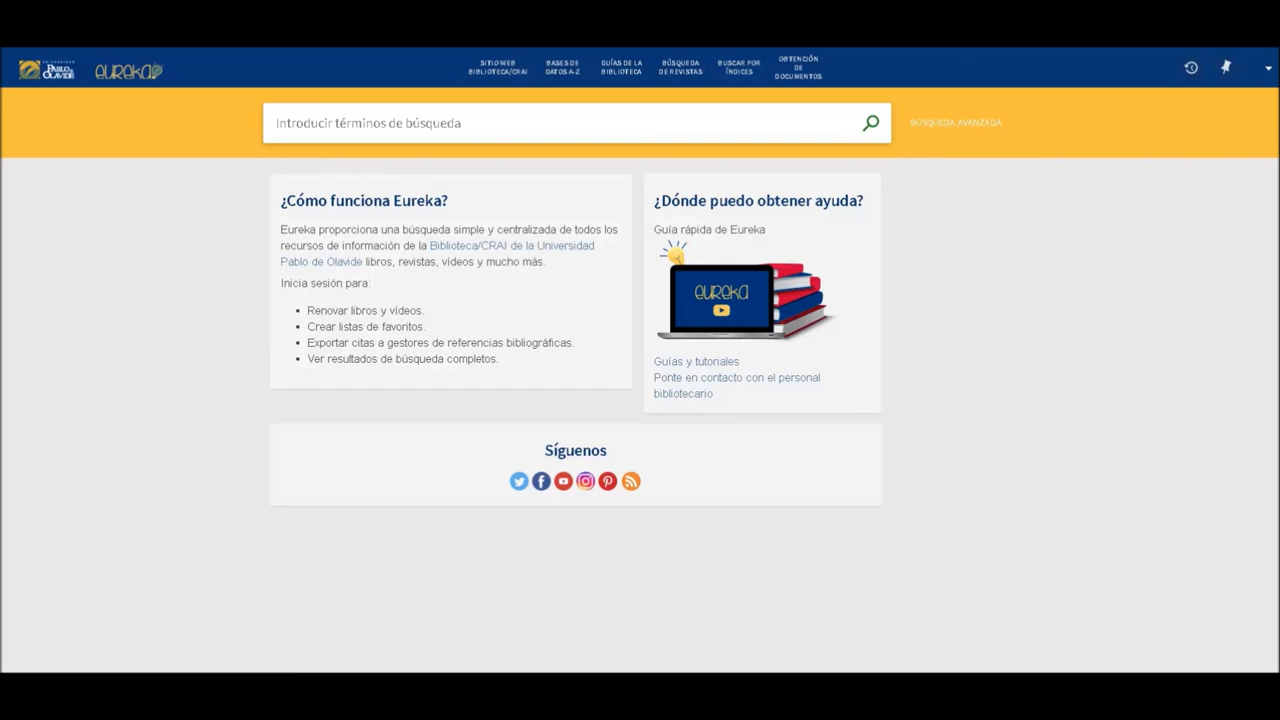 UNIVERSIDAD
PABLO DE
OLAVIDE
eureka
SITIO WEB
BIBLIOTECA/CRAI
BASES DE
DATOS A-Z
GUÍAS DE LA
BIBLIOTECA
BÚSQUEDA
DE REVISTAS
BUSCAR POR
ÍNDICES
OBTENCIÓN
DE
DOCUMENTOS
Introducir términos de búsqueda
BÚSQUEDA AVANZADA
¿Cómo funciona Eureka?
Eureka proporciona una búsqueda simple y centralizada de todos los
recursos de información de la Biblioteca/CRAI de la Universidad
Pablo de Olavide libros, revistas, vídeos y mucho más.
Inicia sesión para:
• Renovar libros y vídeos.
• Crear listas de favoritos.
• Exportar citas a gestores de referencias bibliográficas.
• Ver resultados de búsqueda completos.
¿Dónde puedo obtener ayuda?
Guía rápida de Eureka
eureka
Guías y tutoriales
Ponte en contacto con el personal
bibliotecario
Síguenos